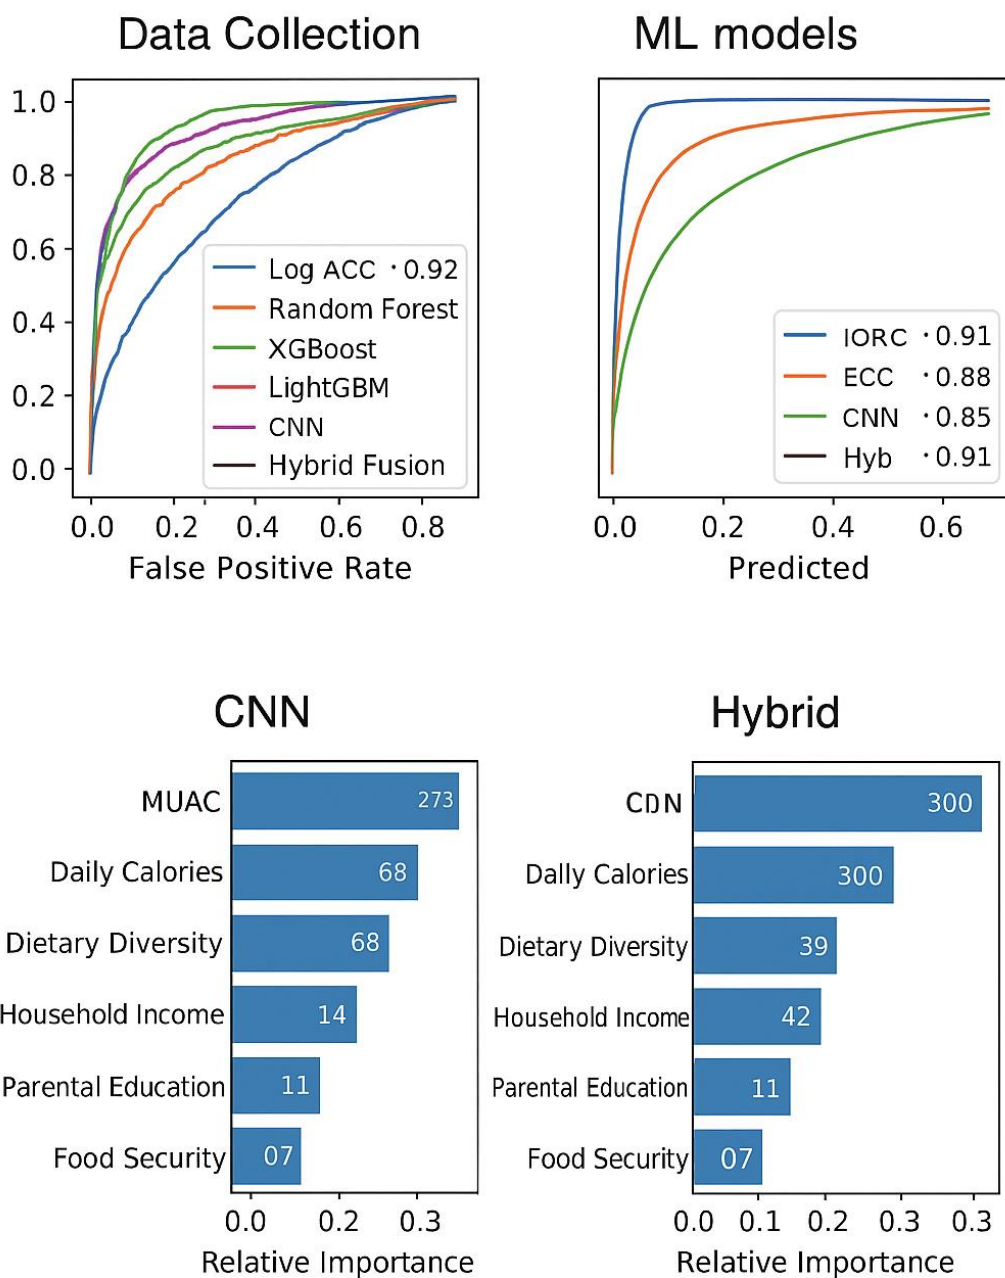 Data Collection
1.0
0.8
0.6
0.4
0.2
0.0
Log ACC · 0.92
Random Forest
XGBoost
LightGBM
CNN
Hybrid Fusion
0.0 0.2 0.4 0.6 0.8
False Positive Rate
ML models
IORC · 0.91
ECC · 0.88
CNN · 0.85
Hyb · 0.91
0.0 0.2 0.4 0.6
Predicted
CNN
MUAC 273
Daily Calories 68
Dietary Diversity 68
Household Income 14
Parental Education 11
Food Security 07
0.0 0.2 0.3
Relative Importance
Hybrid
300
Dally Calories 300
Dietary Diversity 39
Household Income 42
Parental Education 11
Food Security 07
0.0 0.1 0.2 0.3 0.3
Relative Importance